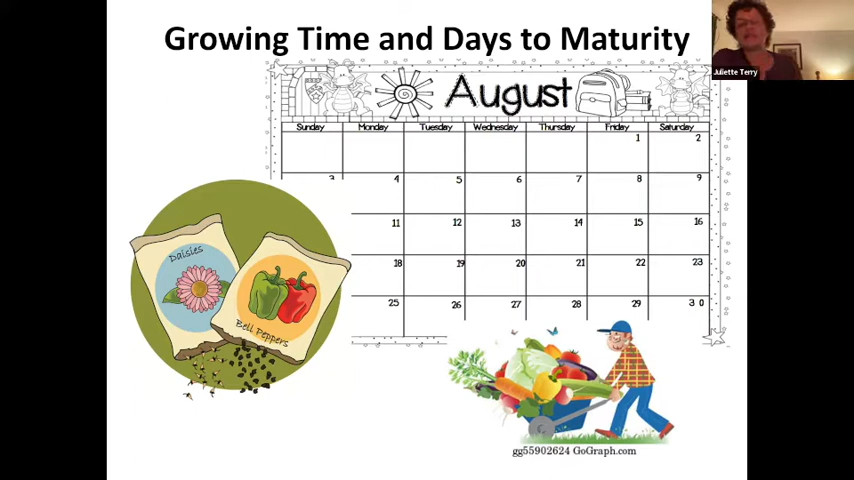 Growing Time and Days to Maturity
Juliette Terry
August
Sunday Monday Tuesday Wednesday Thursday Friday Saturday
1 2
3 4 5 6 7 8 9
11 12 13 14 15 16
18 19 20 21 22 23
25 26 27 28 29 30
Daisies
Bell Peppers
gg55902624 GoGraph.com